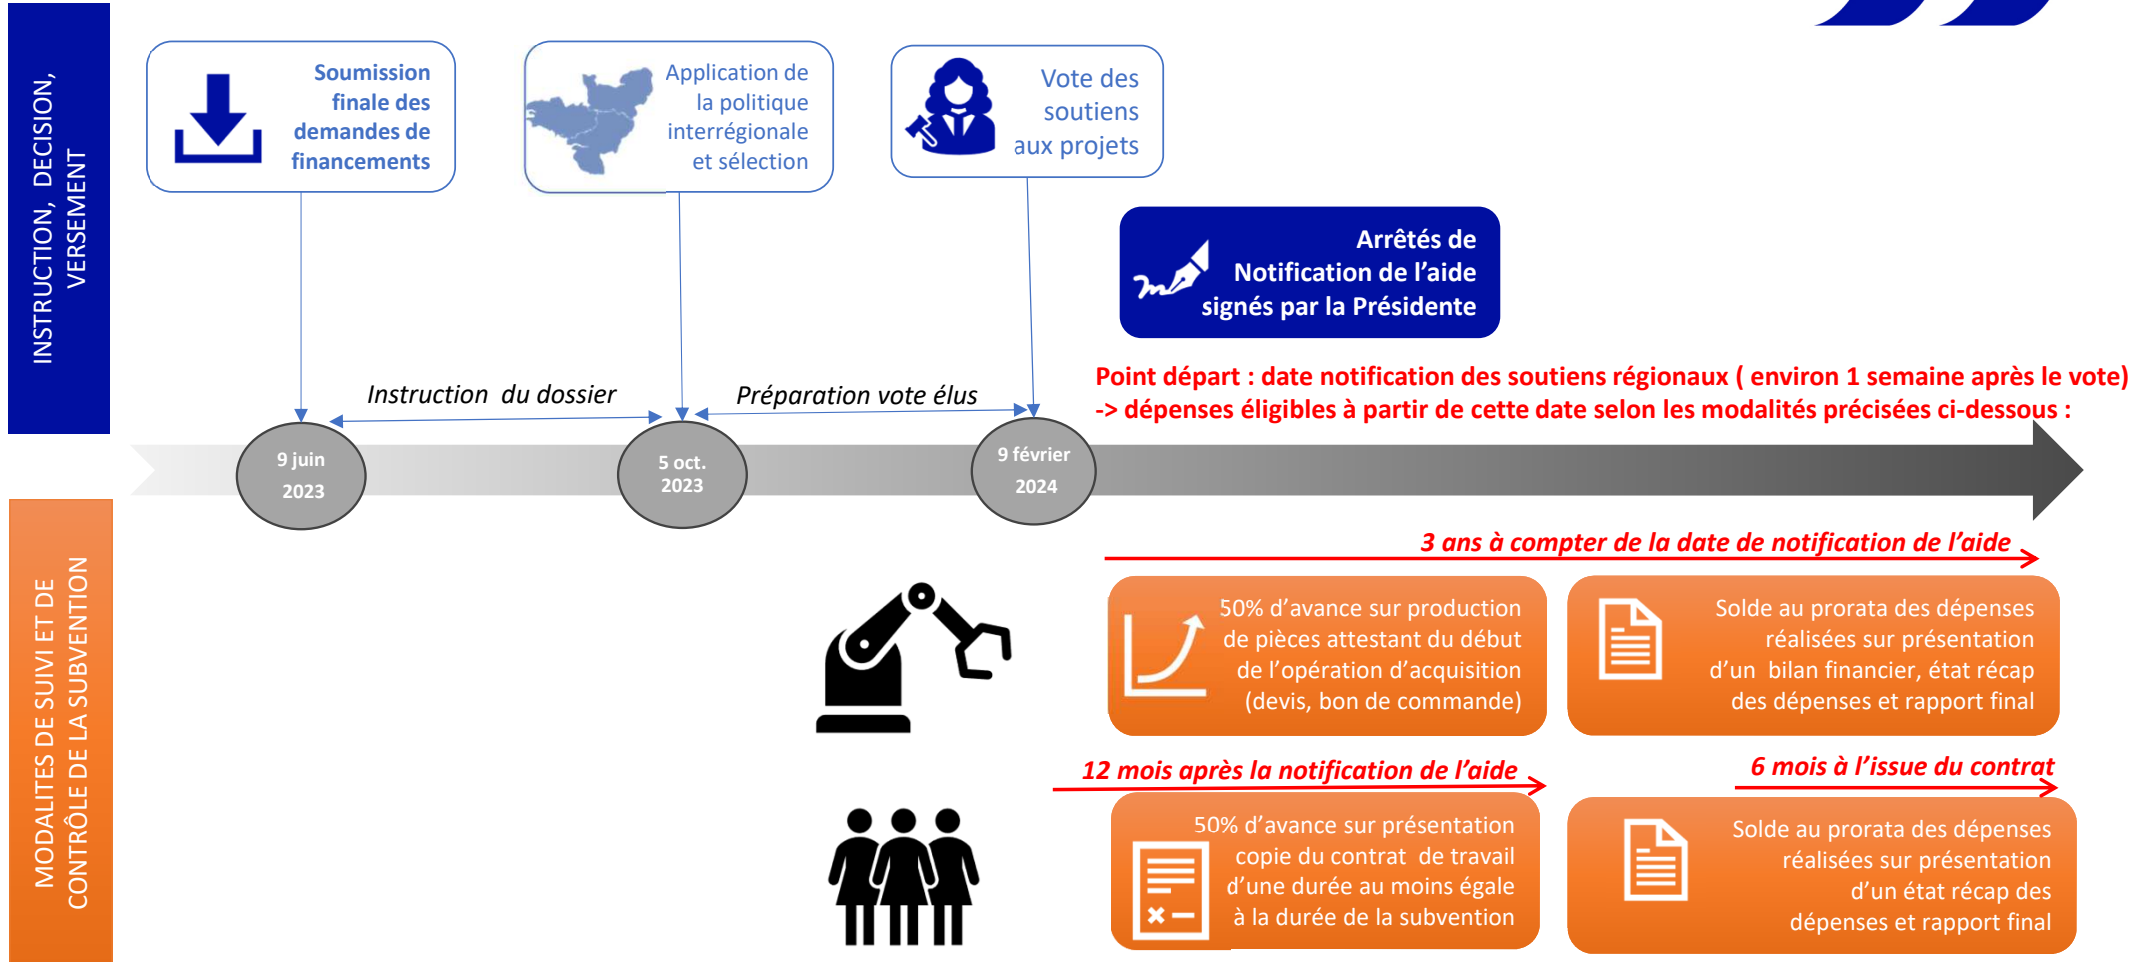 INSTRUCTION, DECISION,
VERSEMENT
Soumission
finale des
demandes de
financements
Application de
la politique
interrégionale
et sélection
Vote des
soutiens
aux projets
Arrêtés de
Notification de l'aide
signés par la Présidente
Instruction du dossier
Préparation vote élus
Point départ : date notification des soutiens régionaux ( environ 1 semaine après le vote)
-> dépenses éligibles à partir de cette date selon les modalités précisées ci-dessous :
9 juin
2023
5 oct.
2023
9 février
2024
MODALITES DE SUIVI ET DE
CONTRÔLE DE LA SUBVENTION
3 ans à compter de la date de notification de l'aide
50% d'avance sur production
de pièces attestant du début
de l'opération d'acquisition
(devis, bon de commande)
Solde au prorata des dépenses
réalisées sur présentation
d'un bilan financier, état récap
des dépenses et rapport final
12 mois après la notification de l'aide
6 mois à l'issue du contrat
50% d'avance sur présentation
copie du contrat de travail
d'une durée au moins égale
à la durée de la subvention
Solde au prorata des dépenses
réalisées sur présentation
d'un état récap des
dépenses et rapport final